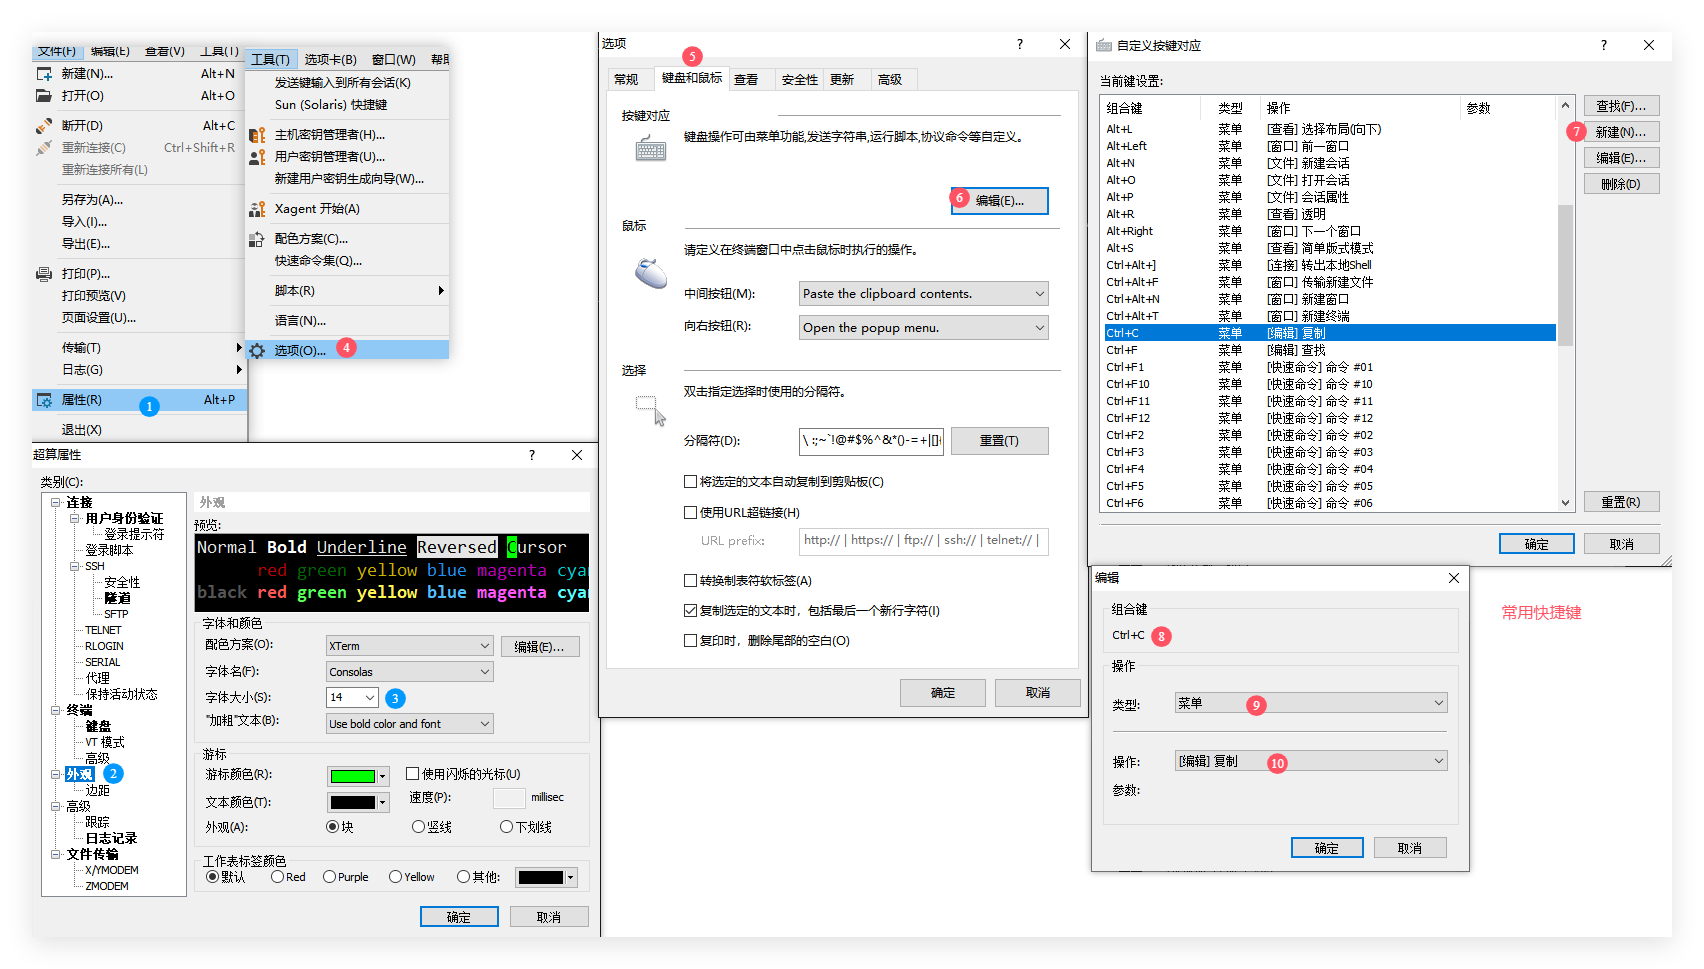 文件(F) 编辑(E) 查看(V) 工具(T)
新建(N)... Alt+N
打开(O) Alt+O
断开(D) Alt+C
重新连接(C) Ctrl+Shift+R
重新连接所有(L)
另存为(A)...
导入(I)...
导出(E)...
打印(P)...
打印预览(V)
页面设置(U)...
传输(T)
日志(G)
属性(R) 1 Alt+P
退出(X)
工具(T) 选项卡(B) 窗口(W) 帮助
发送键输入到所有会话(K)
Sun (Solaris) 快捷键
主机密钥管理者(H)...
用户密钥管理者(U)...
新建用户密钥生成向导(W)...
Xagent 开始(A)
配色方案(C)...
快速命令集(Q)...
脚本(R)
语言(N)...
选项(O)... 4
超算属性 ?
类别(C):
连接
用户身份验证
登录提示符
登录脚本
SSH
安全性
隧道
SFTP
TELNET
RLOGIN
SERIAL
代理
保持活动状态
终端
键盘
VT 模式
高级
外观 2
边距
高级
跟踪
日志记录
文件传输
X/YMODEM
ZMODEM
外观
预览:
Normal Bold Underline Reversed Cursor
red green yellow blue magenta cyan
black red green yellow blue magenta cyan
字体和颜色
配色方案(O): XTerm 编辑(E)...
字体名(F): Consolas
字体大小(S): 14 3
"加粗"文本(B): Use bold color and font
游标
游标颜色(R): 使用闪烁的光标(U)
文本颜色(T): 速度(P): millisec
外观(A): 块 竖线 下划线
工作表标签颜色
默认 Red Purple Yellow 其他:
确定 取消
选项 5 ?
常规 键盘和鼠标 查看 安全性 更新 高级
按键对应
键盘操作可由菜单功能,发送字符串,运行脚本,协议命令等自定义。
6 编辑(E)...
鼠标
请定义在终端窗口中点击鼠标时执行的操作。
中间按钮(M): Paste the clipboard contents.
向右按钮(R): Open the popup menu.
选择
双击指定选择时使用的分隔符。
分隔符(D): \ :;~`!@#$%^&*()-=+|[]{ 重置(T)
将选定的文本自动复制到剪贴板(C)
使用URL超链接(H)
URL prefix: http:// | https:// | ftp:// | ssh:// | telnet:// |
转换制表符软标签(A)
复制选定的文本时，包括最后一个新行字符(I)
复印时，删除尾部的空白(O)
确定 取消
自定义按键对应 ?
当前键设置:
组合键 类型 操作 参数
Alt+L 菜单 [查看] 选择布局(向下)
Alt+Left 菜单 [窗口] 前一窗口
Alt+N 菜单 [文件] 新建会话
Alt+O 菜单 [文件] 打开会话
Alt+P 菜单 [文件] 会话属性
Alt+R 菜单 [查看] 透明
Alt+Right 菜单 [窗口] 下一个窗口
Alt+S 菜单 [查看] 简单版式模式
Ctrl+Alt+] 菜单 [连接] 转出本地Shell
Ctrl+Alt+F 菜单 [窗口] 传输新建文件
Ctrl+Alt+N 菜单 [窗口] 新建窗口
Ctrl+Alt+T 菜单 [窗口] 新建终端
Ctrl+C 菜单 [编辑] 复制
Ctrl+F 菜单 [编辑] 查找
Ctrl+F1 菜单 [快速命令] 命令 #01
Ctrl+F10 菜单 [快速命令] 命令 #10
Ctrl+F11 菜单 [快速命令] 命令 #11
Ctrl+F12 菜单 [快速命令] 命令 #12
Ctrl+F2 菜单 [快速命令] 命令 #02
Ctrl+F3 菜单 [快速命令] 命令 #03
Ctrl+F4 菜单 [快速命令] 命令 #04
Ctrl+F5 菜单 [快速命令] 命令 #05
Ctrl+F6 菜单 [快速命令] 命令 #06
查找(F)...
7 新建(N)...
编辑(E)...
删除(D)
重置(R)
确定 取消
编辑
组合键
Ctrl+C 8
操作
类型: 菜单 9
操作: [编辑] 复制 10
参数:
确定 取消
常用快捷键